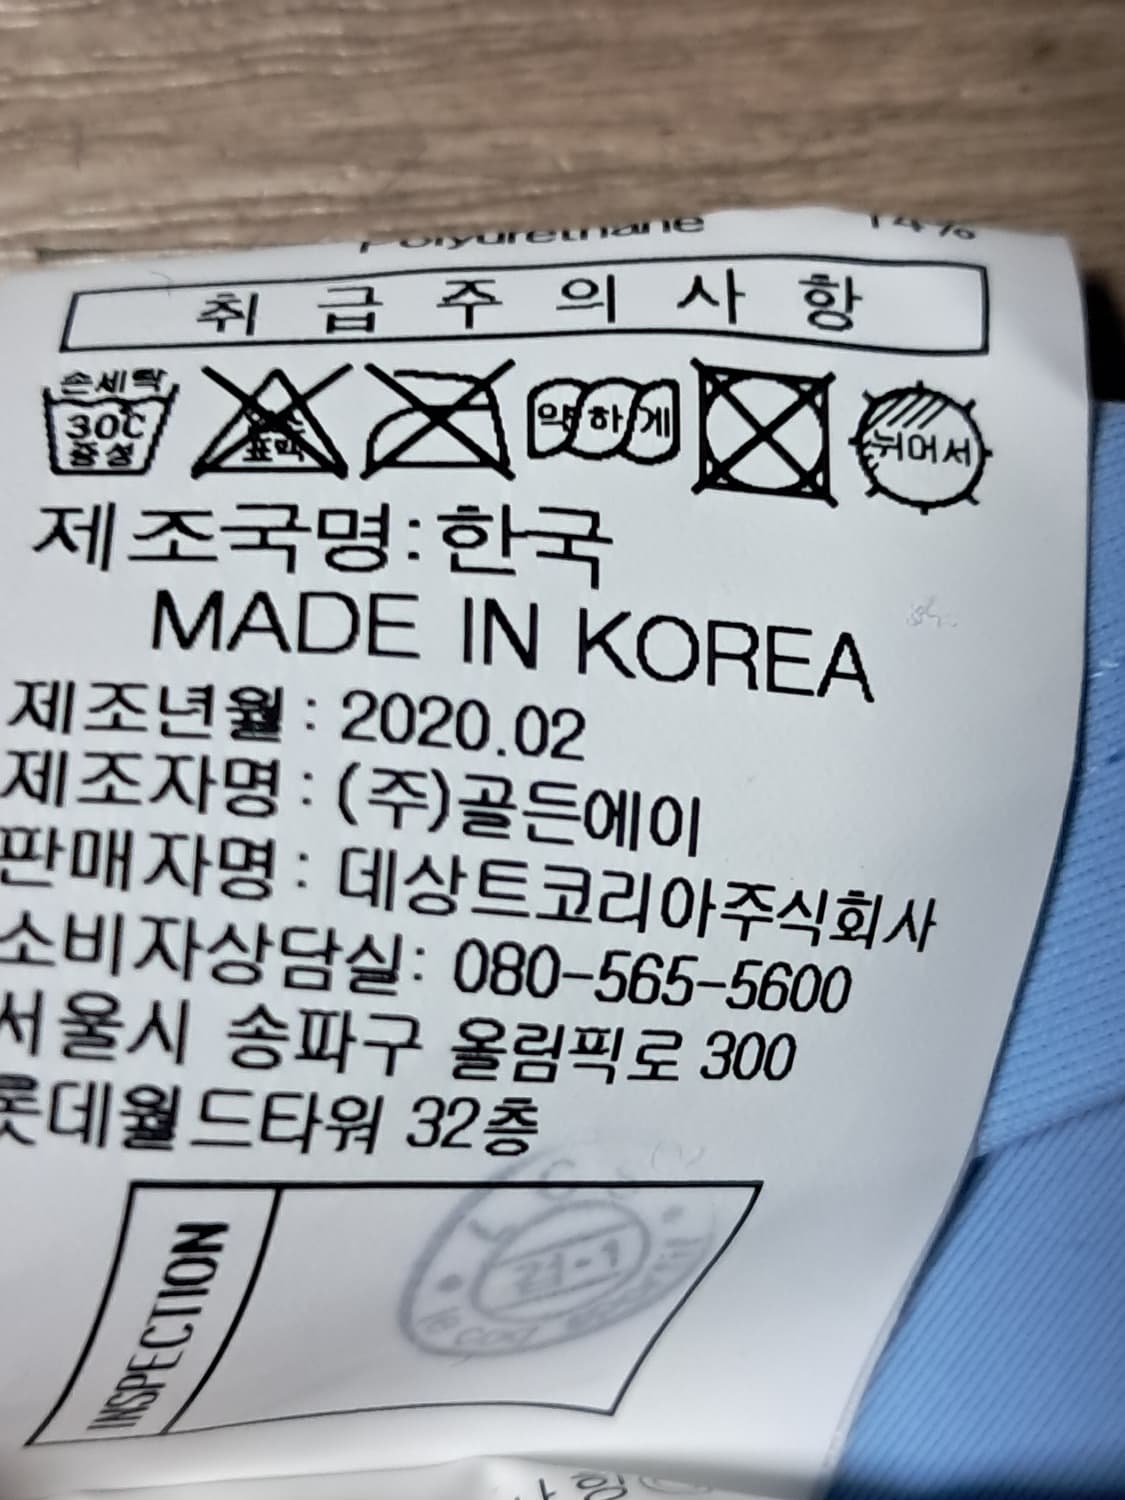 Polyurethane 14%
취급주의사항
손세탁
30℃
중성
표백
약하게
뉘어서
제조국명:한국
MADE IN KOREA
제조년월 : 2020.02
제조자명 : (주)골든에이
판매자명 : 데상트코리아주식회사
소비자상담실: 080-565-5600
서울시 송파구 올림픽로 300
롯데월드타워 32층
INSPECTION
검-1